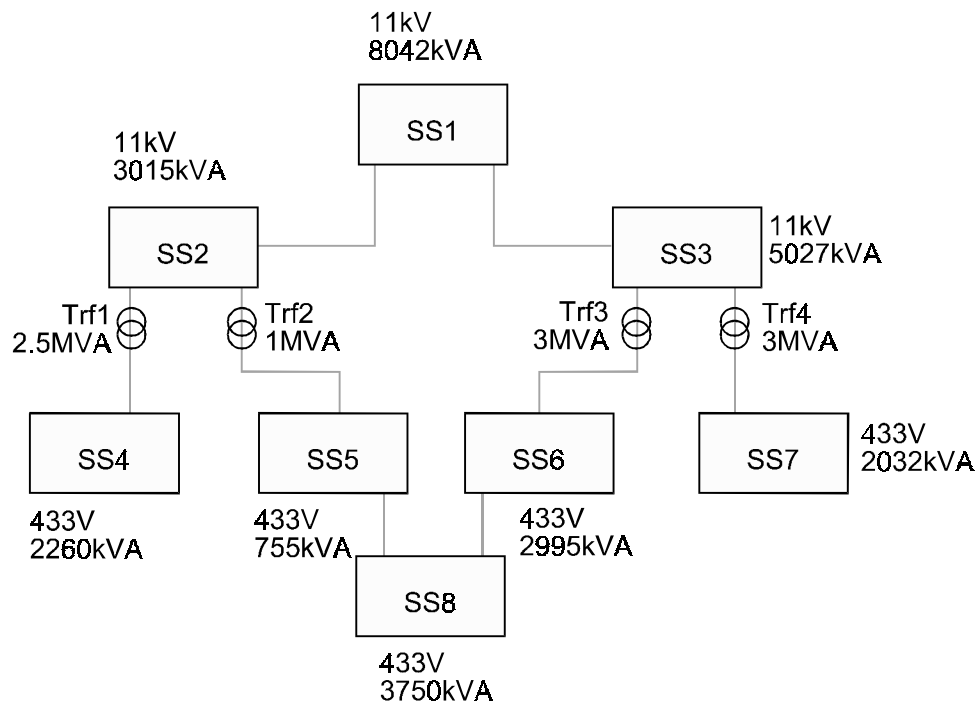 11kV
8042kVA
SS1
11kV
3015kVA
SS2
SS3
11kV
5027kVA
Trf1
2.5MVA
Trf2
1MVA
Trf3
3MVA
Trf4
3MVA
SS4
SS5
SS6
SS7
433V
2032kVA
433V
2260kVA
433V
755kVA
433V
2995kVA
SS8
433V
3750kVA